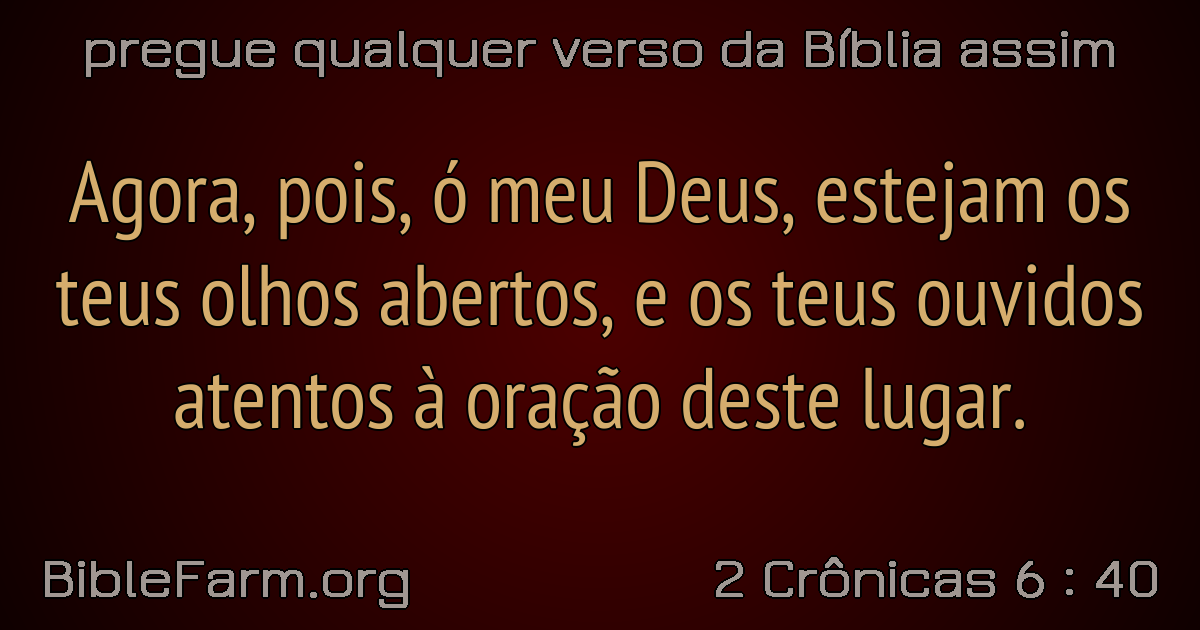 pregue qualquer verso da Bíblia assim
Agora, pois, ó meu Deus, estejam os
teus olhos abertos, e os teus ouvidos
atentos à oração deste lugar.
BibleFarm.org
2 Crônicas 6 : 40